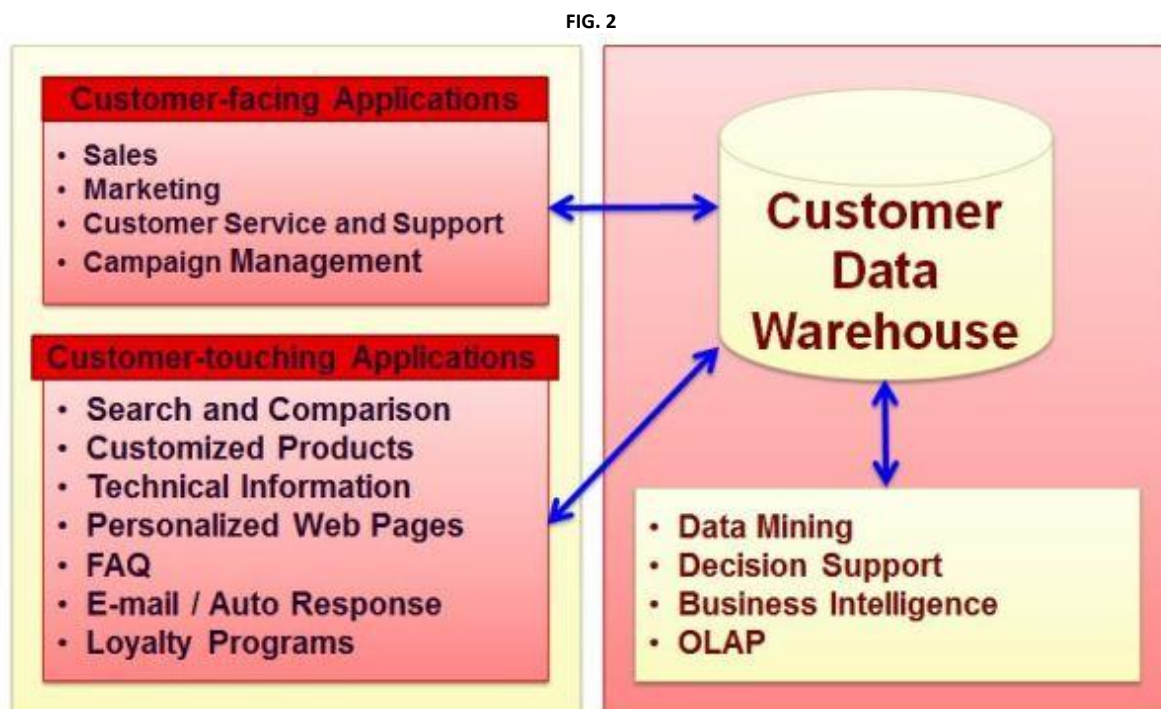 FIG. 2
Customer-facing Applications
• Sales
• Marketing
• Customer Service and Support
• Campaign Management
Customer-touching Applications
• Search and Comparison
• Customized Products
• Technical Information
• Personalized Web Pages
• FAQ
• E-mail / Auto Response
• Loyalty Programs
Customer
Data
Warehouse
• Data Mining
• Decision Support
• Business Intelligence
• OLAP